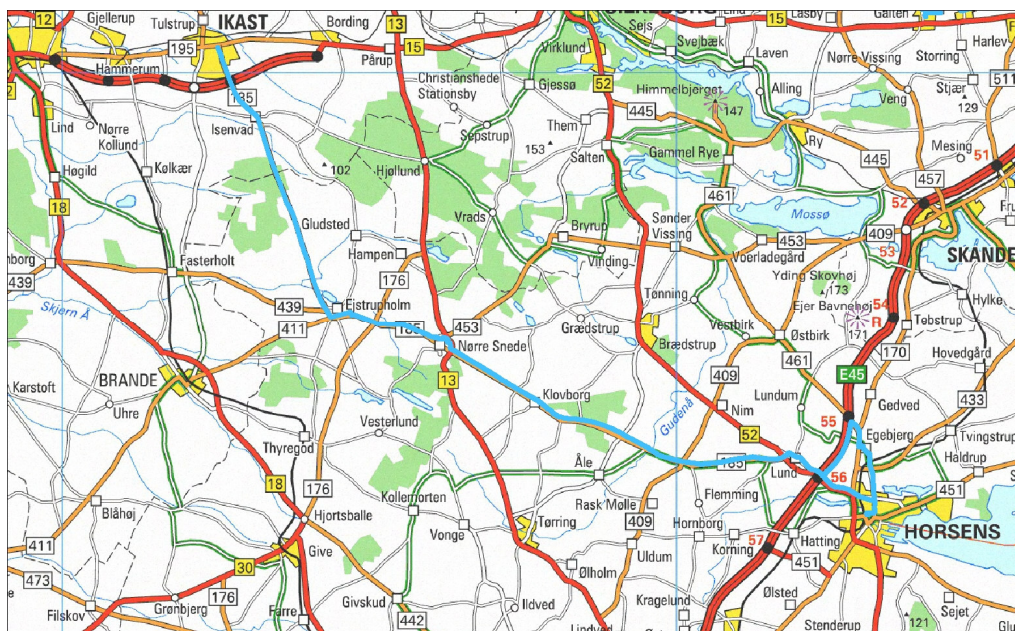 12
Gjellerup
Tulstrup
IKAST
Bording
13
Sejs
Svejbæk
15
Låsby
Galten
195
Pårup
15
Virklund
52
Laven
Nørre Vissing
Storring
Harlev
Hammerum
185
Christianshede
Stationsby
Gjessø
Himmelbjerget
147
Alling
Veng
Stjær
511
129
Lind
Nørre
Kollund
Isenvad
Sepstrup
Them
445
Ry
Mesing
51
Kølkær
102
Hjøllund
153
Salten
Gammel Rye
445
457
Høgild
18
Gludsted
Vrads
Bryrup
Sønder
Vissing
461
Mossø
52
409
53
SKANDE
Hampen
176
Vinding
453
Voerladegård
Yding Skovhøj
173
Fasterholt
439
Skjern Å
439
Ejstrupholm
Tønning
Ejer Bavnehøj
171
54
R
Hylke
411
185
453
Nørre Snede
Grædstrup
Vestbirk
Østbirk
Tebstrup
170
Brædstrup
461
Hovedgård
BRANDE
13
409
E45
Karstoft
Uhre
Klovborg
Gudenå
Nim
Lundum
55
Gedved
433
Vesterlund
52
Egebjerg
Tvingstrup
Thyregod
Åle
185
Lund
56
Haldrup
18
176
Kollemorten
Rask Mølle
Flemming
451
Blåhøj
Hjortsballe
Vonge
Tørring
409
Hornborg
HORSENS
411
Give
57
Korning
Hatting
Uldum
451
473
30
Ølholm
176
Grønbjerg
Givskud
Ildved
Ølsted
Sejet
Filskov
Farre
442
Lindved
Kragelund
Stenderup
121